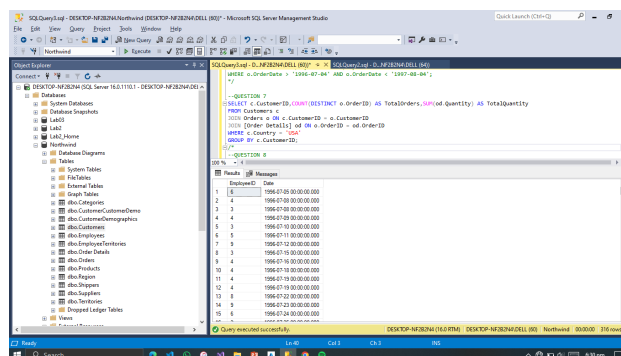 SQLQuery3.sql - DESKTOP-NF2B2N4.Northwind (DESKTOP-NF2B2N4\DELL (60))* - Microsoft SQL Server Management Studio
Quick Launch (Ctrl+Q)
File Edit View Query Project Tools Window Help
New Query
Northwind Execute
Object Explorer
Connect
DESKTOP-NF2B2N4 (SQL Server 16.0.1110.1 - DESKTOP-NF2B2N4\DEL
Databases
System Databases
Database Snapshots
Lab03
Lab2
Lab2_Home
Northwind
Database Diagrams
Tables
System Tables
FileTables
External Tables
Graph Tables
dbo.Categories
dbo.CustomerCustomerDemo
dbo.CustomerDemographics
dbo.Customers
dbo.Employees
dbo.EmployeeTerritories
dbo.Order Details
dbo.Orders
dbo.Products
dbo.Region
dbo.Shippers
dbo.Suppliers
dbo.Territories
Dropped Ledger Tables
Views
SQLQuery3.sql - D...NF2B2N4\DELL (60))* SQLQuery2.sql - D...NF2B2N4\DELL (64))
WHERE o.OrderDate > '1996-07-04' AND o.OrderDate < '1997-08-04';
*/
--QUESTION 7
SELECT c.CustomerID,COUNT(DISTINCT o.OrderID) AS TotalOrders,SUM(od.Quantity) AS TotalQuantity
FROM Customers c
JOIN Orders o ON c.CustomerID = o.CustomerID
JOIN [Order Details] od ON o.OrderID = od.OrderID
WHERE c.Country = 'USA'
GROUP BY c.CustomerID;
/*
--QUESTION 8
100 %
Results Messages
EmployeeID Date
1 6 1996-07-05 00:00:00.000
2 4 1996-07-08 00:00:00.000
3 3 1996-07-08 00:00:00.000
4 4 1996-07-09 00:00:00.000
5 3 1996-07-10 00:00:00.000
6 5 1996-07-11 00:00:00.000
7 9 1996-07-12 00:00:00.000
8 3 1996-07-15 00:00:00.000
9 4 1996-07-16 00:00:00.000
10 4 1996-07-18 00:00:00.000
11 4 1996-07-19 00:00:00.000
12 4 1996-07-19 00:00:00.000
13 8 1996-07-22 00:00:00.000
14 9 1996-07-23 00:00:00.000
15 6 1996-07-24 00:00:00.000
Query executed successfully. DESKTOP-NF2B2N4 (16.0 RTM) DESKTOP-NF2B2N4\DELL (60) Northwind 00:00:00 316 rows
Ready Ln 40 Col 3 Ch 3 INS
Search